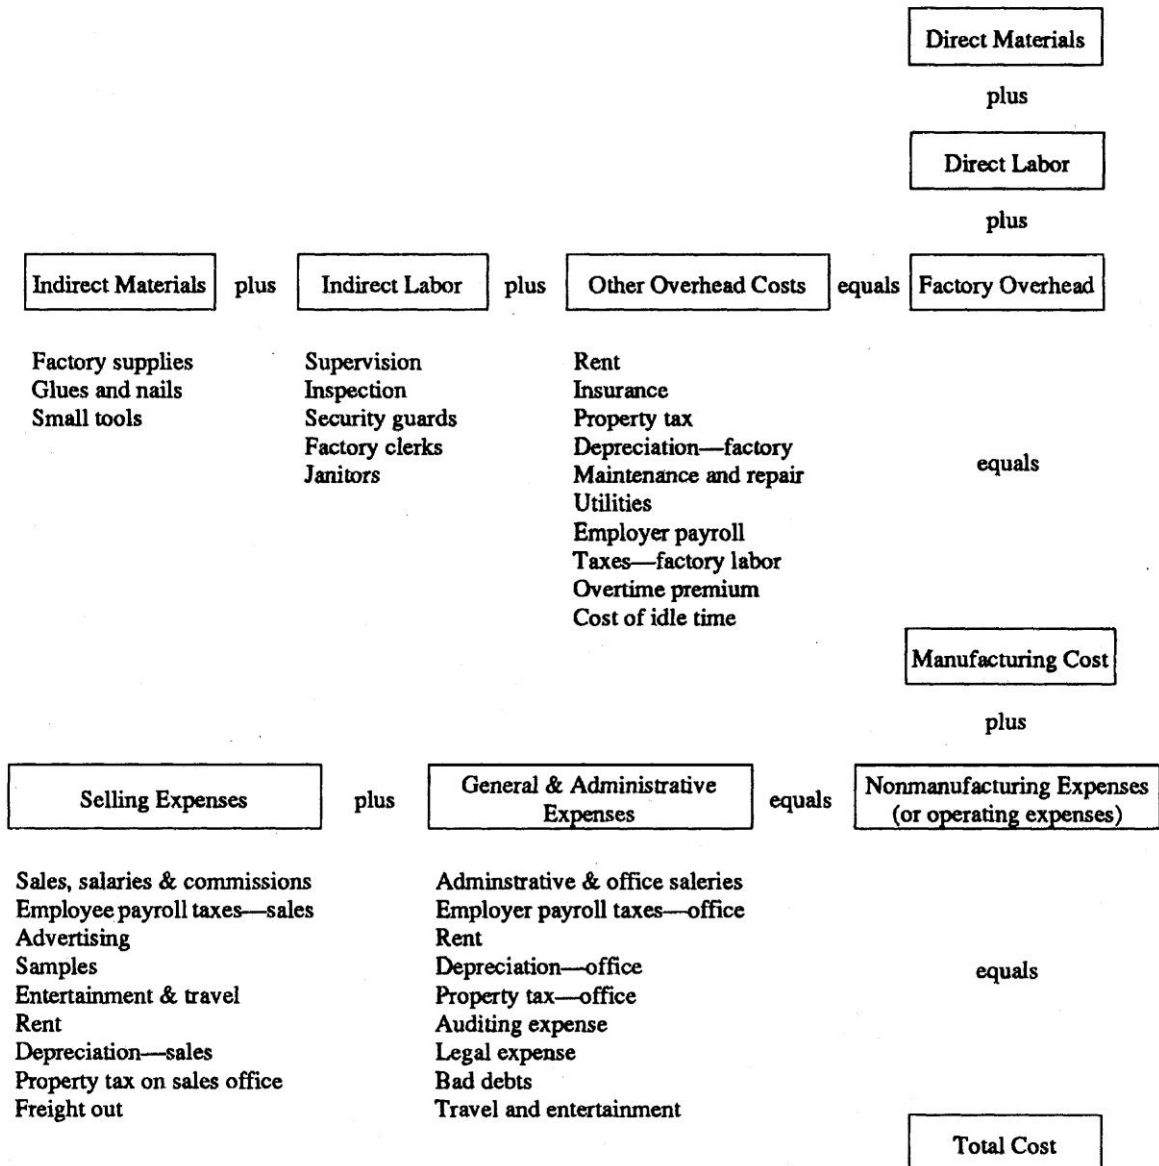 Direct Materials
plus
Direct Labor
plus
Indirect Materials plus Indirect Labor plus Other Overhead Costs equals Factory Overhead
Factory supplies
Glues and nails
Small tools
Supervision
Inspection
Security guards
Factory clerks
Janitors
Rent
Insurance
Property tax
Depreciation—factory
Maintenance and repair
Utilities
Employer payroll
Taxes—factory labor
Overtime premium
Cost of idle time
equals
Manufacturing Cost
plus
Selling Expenses plus General & Administrative
Expenses equals Nonmanufacturing Expenses
(or operating expenses)
Sales, salaries & commissions
Employee payroll taxes—sales
Advertising
Samples
Entertainment & travel
Rent
Depreciation—sales
Property tax on sales office
Freight out
Adminstrative & office saleries
Employer payroll taxes—office
Rent
Depreciation—office
Property tax—office
Auditing expense
Legal expense
Bad debts
Travel and entertainment
equals
Total Cost